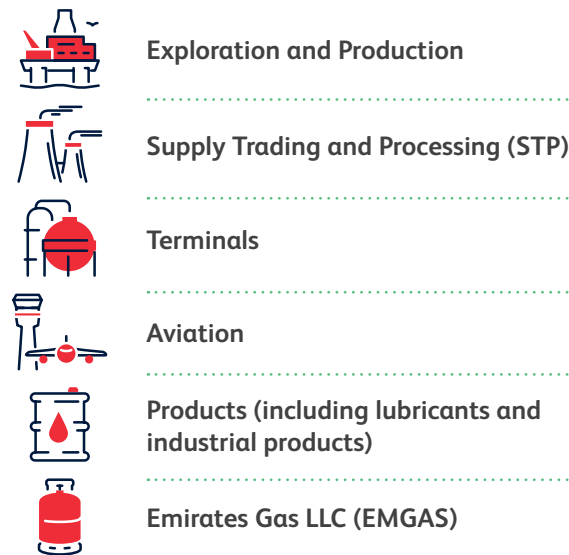 Exploration and Production
Supply Trading and Processing (STP)
Terminals
Aviation
Products (including lubricants and
industrial products)
Emirates Gas LLC (EMGAS)